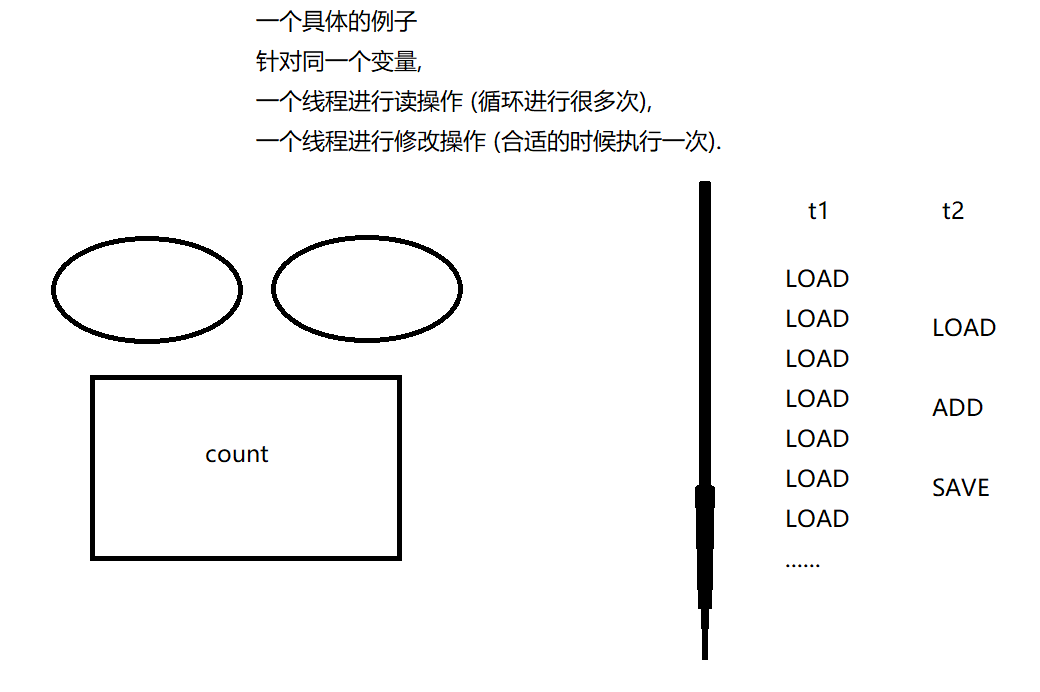 一个具体的例子
针对同一个变量,
一个线程进行读操作 (循环进行很多次),
一个线程进行修改操作 (合适的时候执行一次).
count
t1 t2
LOAD
LOAD LOAD
LOAD
LOAD ADD
LOAD
LOAD SAVE
LOAD
......